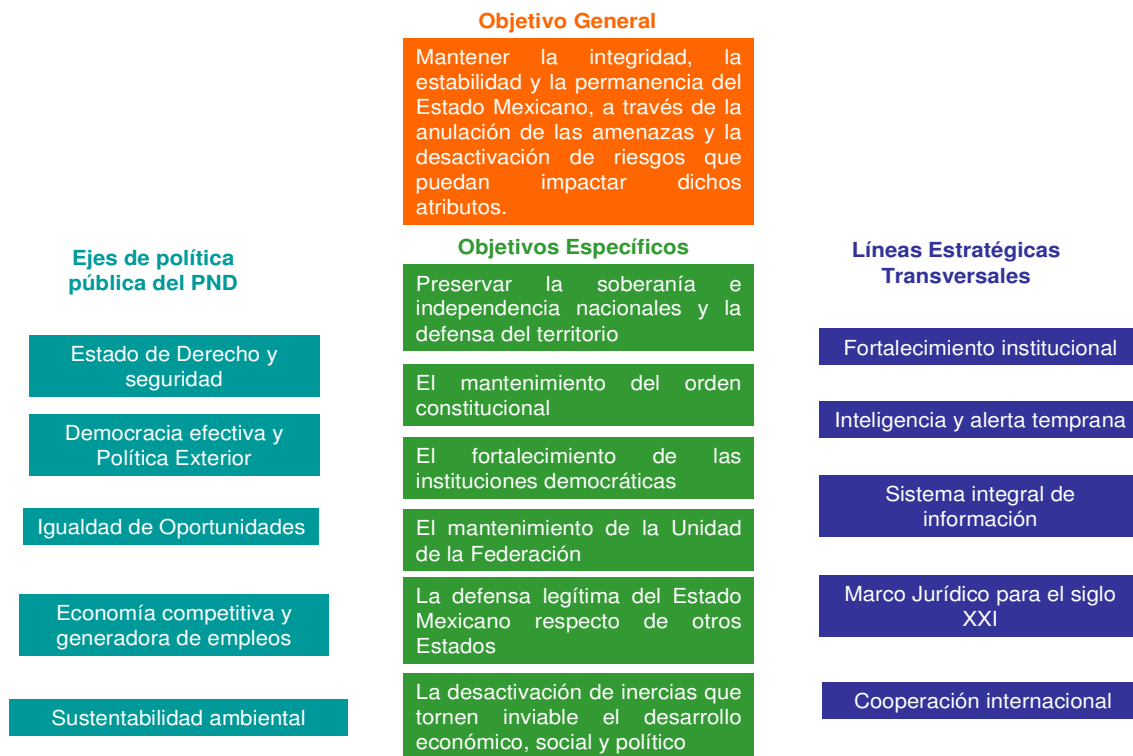 Objetivo General
Mantener la integridad, la
estabilidad y la permanencia del
Estado Mexicano, a través de la
anulación de las amenazas y la
desactivación de riesgos que
puedan impactar dichos
atributos.
Ejes de política
pública del PND
Estado de Derecho y
seguridad
Democracia efectiva y
Política Exterior
Igualdad de Oportunidades
Economía competitiva y
generadora de empleos
Sustentabilidad ambiental
Objetivos Específicos
Preservar la soberanía e
independencia nacionales y la
defensa del territorio
El mantenimiento del orden
constitucional
El fortalecimiento de las
instituciones democráticas
El mantenimiento de la Unidad
de la Federación
La defensa legítima del Estado
Mexicano respecto de otros
Estados
La desactivación de inercias que
tornen inviable el desarrollo
económico, social y político
Líneas Estratégicas
Transversales
Fortalecimiento institucional
Inteligencia y alerta temprana
Sistema integral de
información
Marco Jurídico para el siglo
XXI
Cooperación internacional